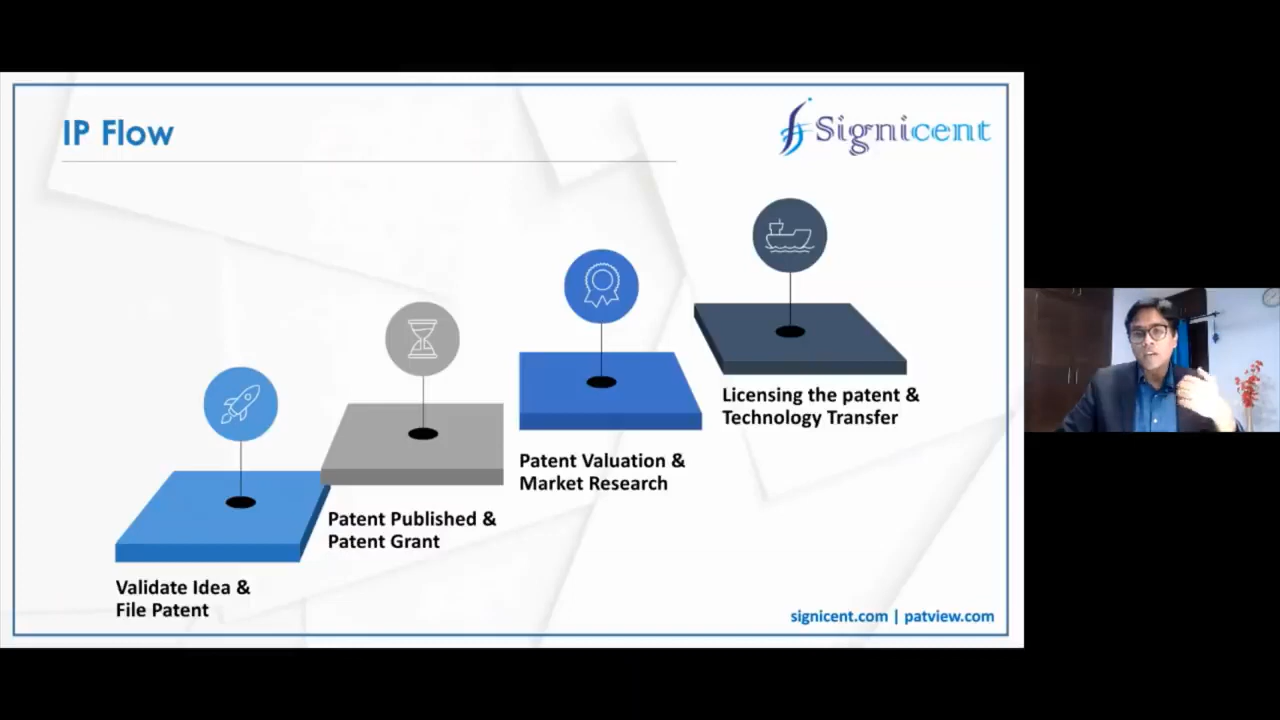 IP Flow
Signicent
Licensing the patent &
Technology Transfer
Patent Valuation &
Market Research
Patent Published &
Patent Grant
Validate Idea &
File Patent
signicent.com | patview.com